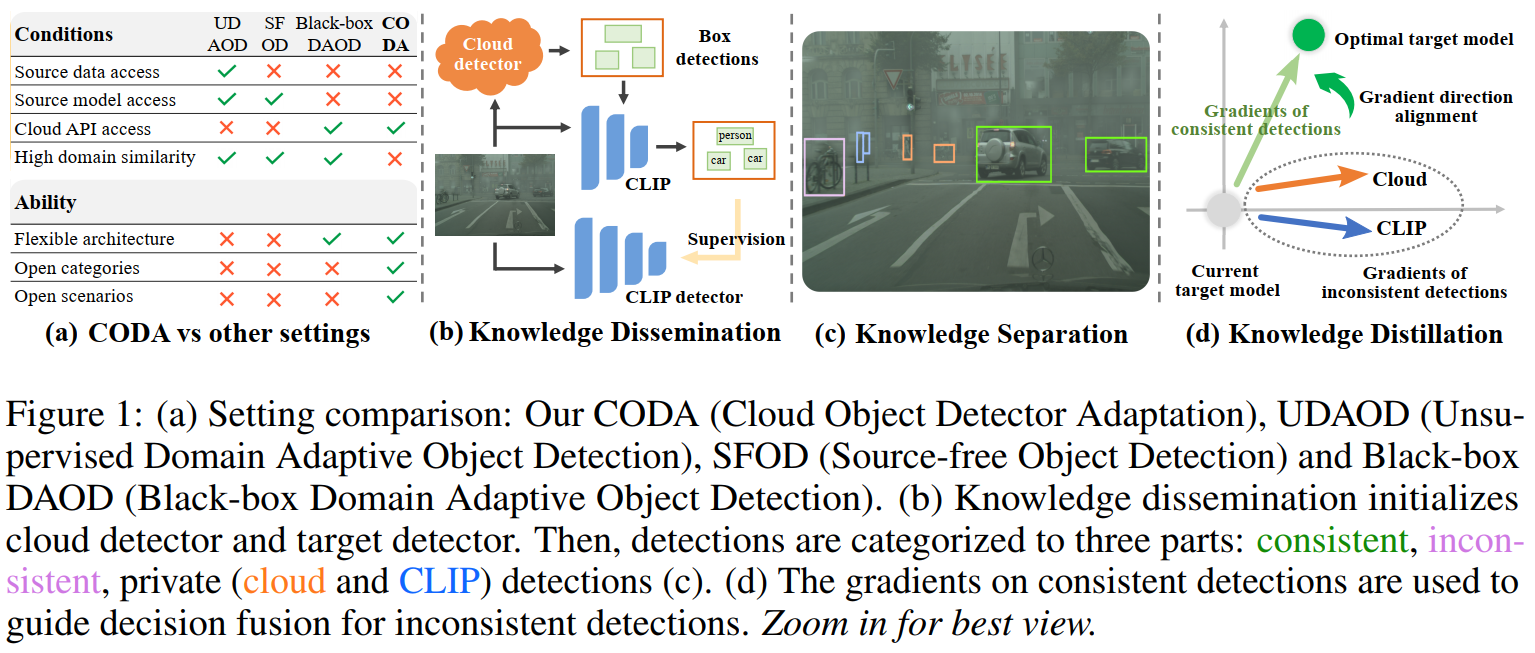 Conditions
UD AOD
SF OD
Black-box DAOD
CO DA
Source data access
Source model access
Cloud API access
High domain similarity
Ability
Flexible architecture
Open categories
Open scenarios
(a) CODA vs other settings
Cloud detector
Box detections
CLIP
person
car
car
Supervision
CLIP detector
(b) Knowledge Dissemination
(c) Knowledge Separation
Optimal target model
Gradients of consistent detections
Gradient direction alignment
Cloud
CLIP
Current target model
Gradients of inconsistent detections
(d) Knowledge Distillation
Figure 1: (a) Setting comparison: Our CODA (Cloud Object Detector Adaptation), UDAOD (Unsu-
pervised Domain Adaptive Object Detection), SFOD (Source-free Object Detection) and Black-box
DAOD (Black-box Domain Adaptive Object Detection). (b) Knowledge dissemination initializes
cloud detector and target detector. Then, detections are categorized to three parts: consistent, incon-
sistent, private (cloud and CLIP) detections (c). (d) The gradients on consistent detections are used to
guide decision fusion for inconsistent detections. Zoom in for best view.